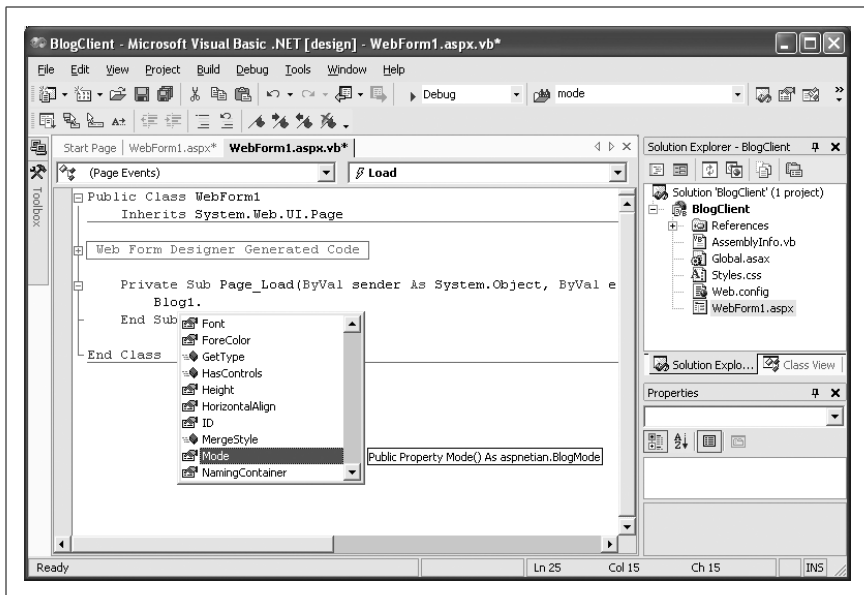 BlogClient - Microsoft Visual Basic .NET [design] - WebForm1.aspx.vb*
File Edit View Project Build Debug Tools Window Help
Debug mode
Start Page WebForm1.aspx* WebForm1.aspx.vb*
(Page Events) Load
Toolbox
Public Class WebForm1
Inherits System.Web.UI.Page
Web Form Designer Generated Code
Private Sub Page_Load(ByVal sender As System.Object, ByVal e
Blog1.
End Sub
End Class
Font
ForeColor
GetType
HasControls
Height
HorizontalAlign
ID
MergeStyle
Mode
NamingContainer
Public Property Mode() As aspnetian.BlogMode
Solution Explorer - BlogClient
Solution 'BlogClient' (1 project)
BlogClient
References
AssemblyInfo.vb
Global.asax
Styles.css
Web.config
WebForm1.aspx
Solution Explo... Class View
Properties
Ready Ln 25 Col 15 Ch 15 INS